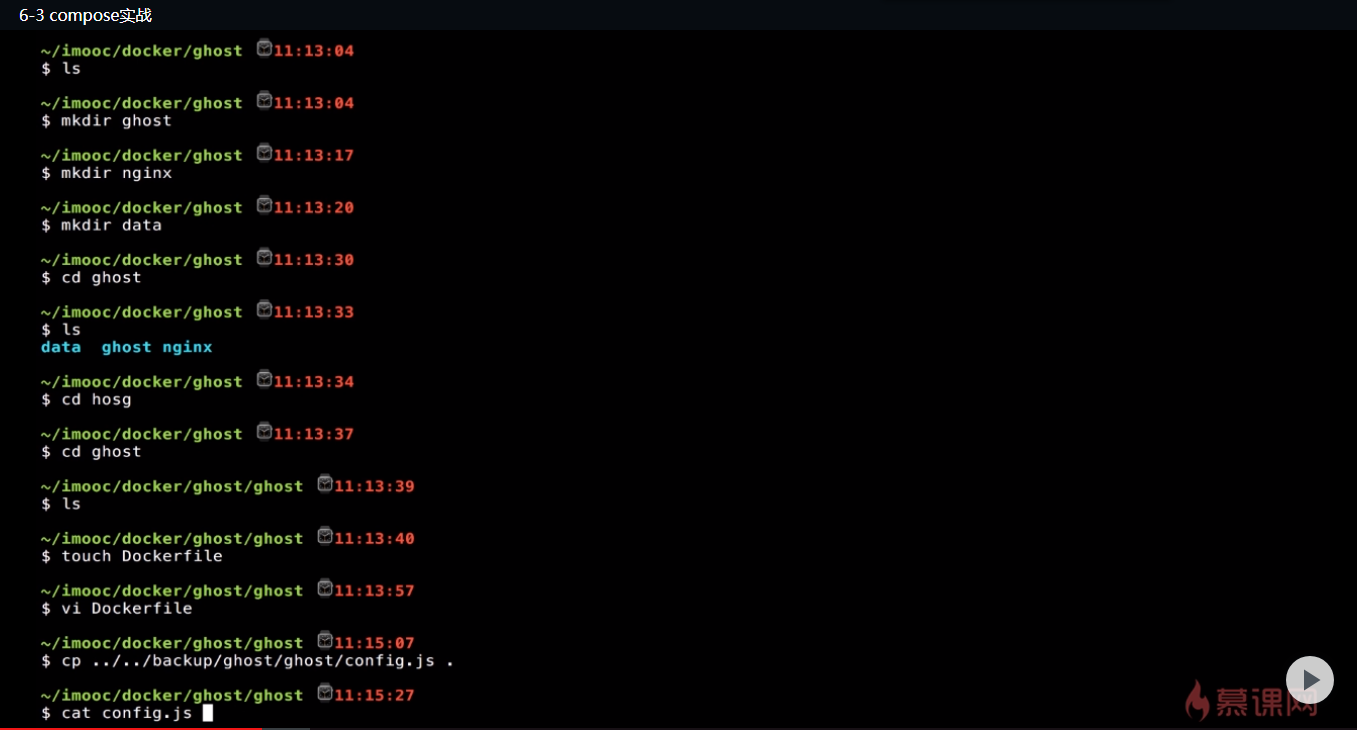 6-3 compose实战
~/imooc/docker/ghost 11:13:04
$ ls
~/imooc/docker/ghost 11:13:04
$ mkdir ghost
~/imooc/docker/ghost 11:13:17
$ mkdir nginx
~/imooc/docker/ghost 11:13:20
$ mkdir data
~/imooc/docker/ghost 11:13:30
$ cd ghost
~/imooc/docker/ghost 11:13:33
$ ls
data  ghost nginx
~/imooc/docker/ghost 11:13:34
$ cd hosg
~/imooc/docker/ghost 11:13:37
$ cd ghost
~/imooc/docker/ghost/ghost 11:13:39
$ ls
~/imooc/docker/ghost/ghost 11:13:40
$ touch Dockerfile
~/imooc/docker/ghost/ghost 11:13:57
$ vi Dockerfile
~/imooc/docker/ghost/ghost 11:15:07
$ cp ../../backup/ghost/ghost/config.js .
~/imooc/docker/ghost/ghost 11:15:27
$ cat config.js
慕课网